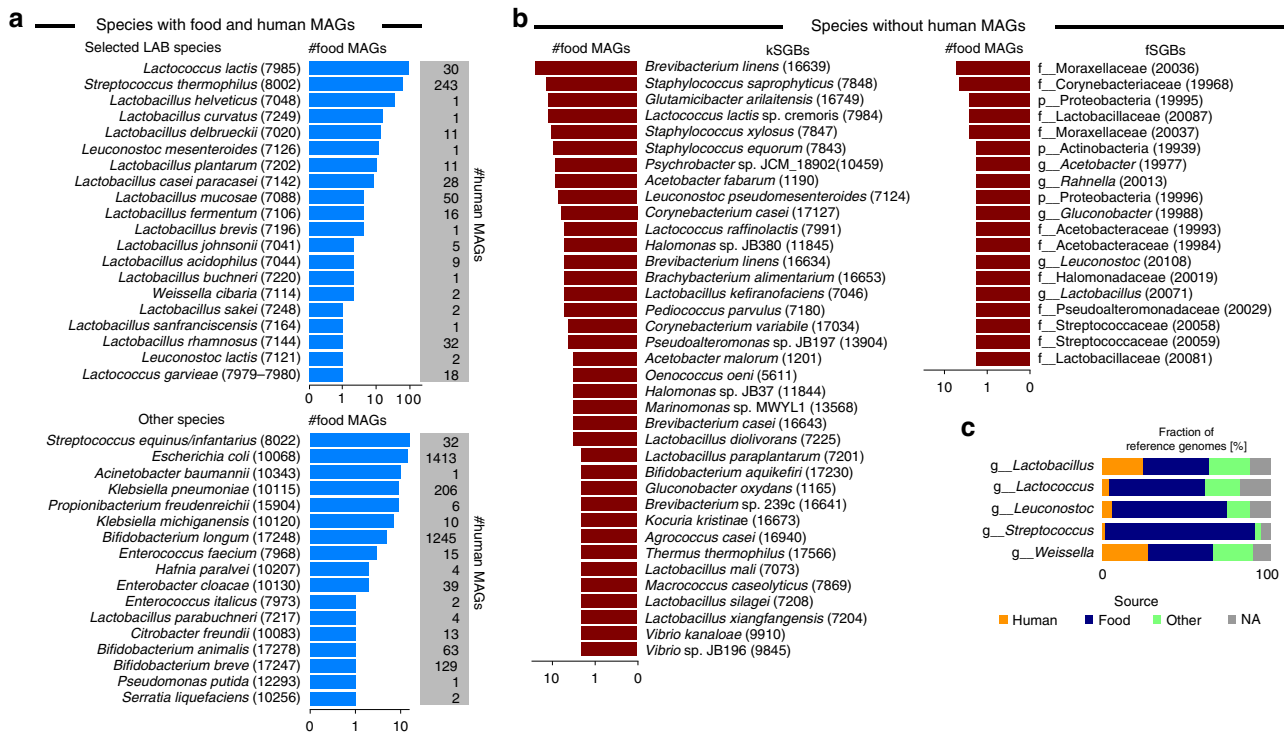 a
Species with food and human MAGs
Selected LAB species
#food MAGs
Lactococcus lactis (7985) 30
Streptococcus thermophilus (8002) 243
Lactobacillus helveticus (7048) 1
Lactobacillus curvatus (7249) 1
Lactobacillus delbrueckii (7020) 11
Leuconostoc mesenteroides (7126) 1
Lactobacillus plantarum (7202) 11
Lactobacillus casei paracasei (7142) 28
Lactobacillus mucosae (7088) 50
Lactobacillus fermentum (7106) 16
Lactobacillus brevis (7196) 1
Lactobacillus johnsonii (7041) 5
Lactobacillus acidophilus (7044) 9
Lactobacillus buchneri (7220) 1
Weissella cibaria (7114) 2
Lactobacillus sakei (7248) 2
Lactobacillus sanfranciscensis (7164) 1
Lactobacillus rhamnosus (7144) 32
Leuconostoc lactis (7121) 2
Lactococcus garvieae (7979–7980) 18
#human MAGs
0 1 10 100
Other species
#food MAGs
Streptococcus equinus/infantarius (8022) 32
Escherichia coli (10068) 1413
Acinetobacter baumannii (10343) 1
Klebsiella pneumoniae (10115) 206
Propionibacterium freudenreichii (15904) 6
Klebsiella michiganensis (10120) 10
Bifidobacterium longum (17248) 1245
Enterococcus faecium (7968) 15
Hafnia paralvei (10207) 4
Enterobacter cloacae (10130) 39
Enterococcus italicus (7973) 2
Lactobacillus parabuchneri (7217) 4
Citrobacter freundii (10083) 13
Bifidobacterium animalis (17278) 63
Bifidobacterium breve (17247) 129
Pseudomonas putida (12293) 1
Serratia liquefaciens (10256) 2
#human MAGs
0 1 10
b
Species without human MAGs
#food MAGs
kSGBs
Brevibacterium linens (16639)
Staphylococcus saprophyticus (7848)
Glutamicibacter arilaitensis (16749)
Lactococcus lactis sp. cremoris (7984)
Staphylococcus xylosus (7847)
Staphylococcus equorum (7843)
Psychrobacter sp. JCM_18902(10459)
Acetobacter fabarum (1190)
Leuconostoc pseudomesenteroides (7124)
Corynebacterium casei (17127)
Lactococcus raffinolactis (7991)
Halomonas sp. JB380 (11845)
Brevibacterium linens (16634)
Brachybacterium alimentarium (16653)
Lactobacillus kefiranofaciens (7046)
Pediococcus parvulus (7180)
Corynebacterium variabile (17034)
Pseudoalteromonas sp. JB197 (13904)
Acetobacter malorum (1201)
Oenococcus oeni (5611)
Halomonas sp. JB37 (11844)
Marinomonas sp. MWYL1 (13568)
Brevibacterium casei (16643)
Lactobacillus diolivorans (7225)
Lactobacillus paraplantarum (7201)
Bifidobacterium aquikefiri (17230)
Gluconobacter oxydans (1165)
Brevibacterium sp. 239c (16641)
Kocuria kristinae (16673)
Agrococcus casei (16940)
Thermus thermophilus (17566)
Lactobacillus mali (7073)
Macrococcus caseolyticus (7869)
Lactobacillus silagei (7208)
Lactobacillus xiangfangensis (7204)
Vibrio kanaloae (9910)
Vibrio sp. JB196 (9845)
10 1 0
#food MAGs
fSGBs
f__Moraxellaceae (20036)
f__Corynebacteriaceae (19968)
p__Proteobacteria (19995)
f__Lactobacillaceae (20087)
f__Moraxellaceae (20037)
p__Actinobacteria (19939)
g__Acetobacter (19977)
g__Rahnella (20013)
p__Proteobacteria (19996)
g__Gluconobacter (19988)
f__Acetobacteraceae (19993)
f__Acetobacteraceae (19984)
g__Leuconostoc (20108)
f__Halomonadaceae (20019)
g__Lactobacillus (20071)
f__Pseudoalteromonadaceae (20029)
f__Streptococcaceae (20058)
f__Streptococcaceae (20059)
f__Lactobacillaceae (20081)
10 1 0
c
Fraction of
reference genomes [%]
g__Lactobacillus
g__Lactococcus
g__Leuconostoc
g__Streptococcus
g__Weissella
0 100
Source
Human Food Other NA